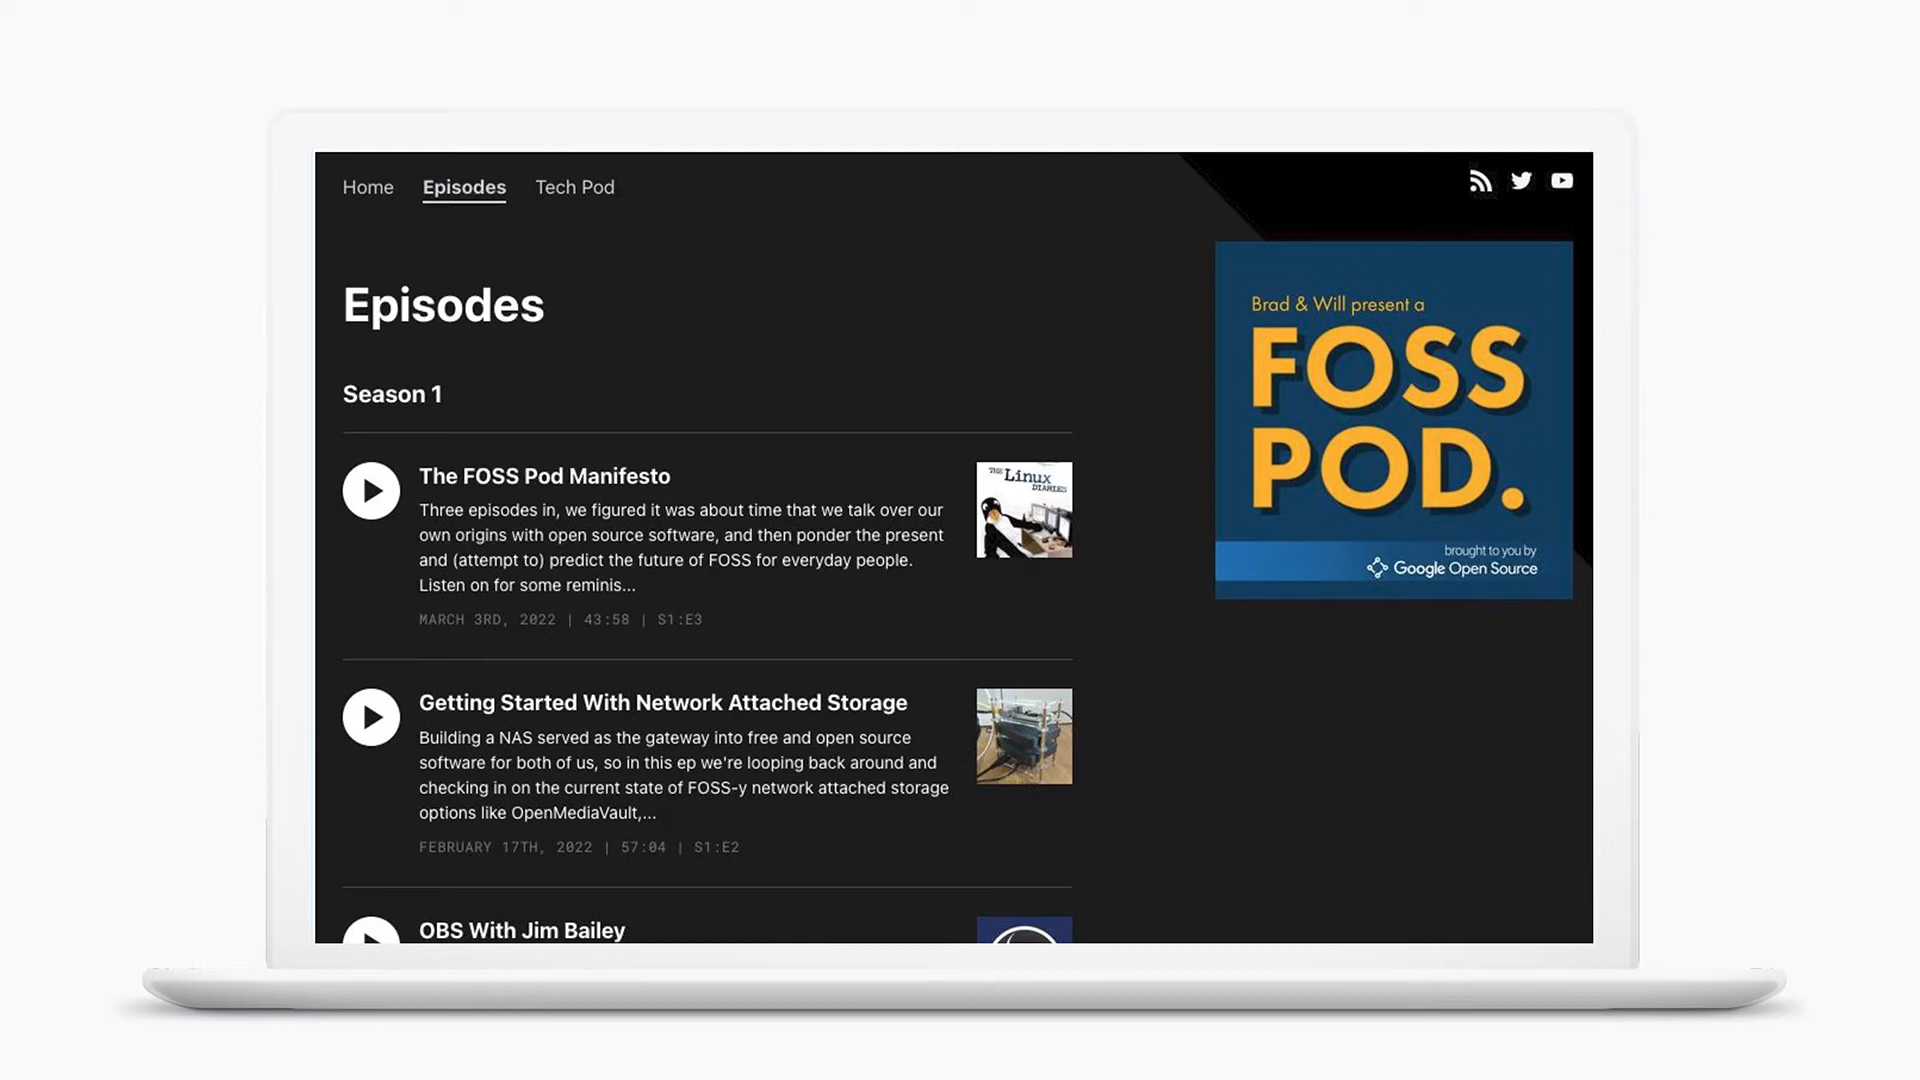 Home Episodes Tech Pod
Episodes
Season 1
The FOSS Pod Manifesto
Three episodes in, we figured it was about time that we talk over our
own origins with open source software, and then ponder the present
and (attempt to) predict the future of FOSS for everyday people.
Listen on for some reminis...
MARCH 3RD, 2022 | 43:58 | S1:E3
THE Linux
DIARIES
Getting Started With Network Attached Storage
Building a NAS served as the gateway into free and open source
software for both of us, so in this ep we're looping back around and
checking in on the current state of FOSS-y network attached storage
options like OpenMediaVault,...
FEBRUARY 17TH, 2022 | 57:04 | S1:E2
OBS With Jim Bailey
Brad & Will present a
FOSS
POD.
brought to you by
Google Open Source